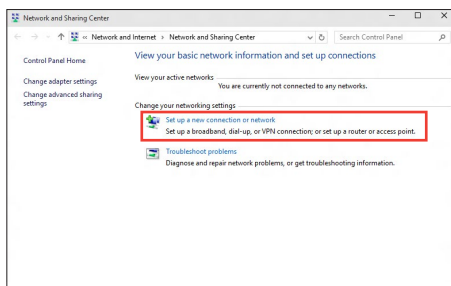 Network and Sharing Center
« Network and Internet › Network and Sharing Center
Search Control Panel
Control Panel Home
Change adapter settings
Change advanced sharing
settings
View your basic network information and set up connections
View your active networks
You are currently not connected to any networks.
Change your networking settings
Set up a new connection or network
Set up a broadband, dial-up, or VPN connection; or set up a router or access point.
Troubleshoot problems
Diagnose and repair network problems, or get troubleshooting information.